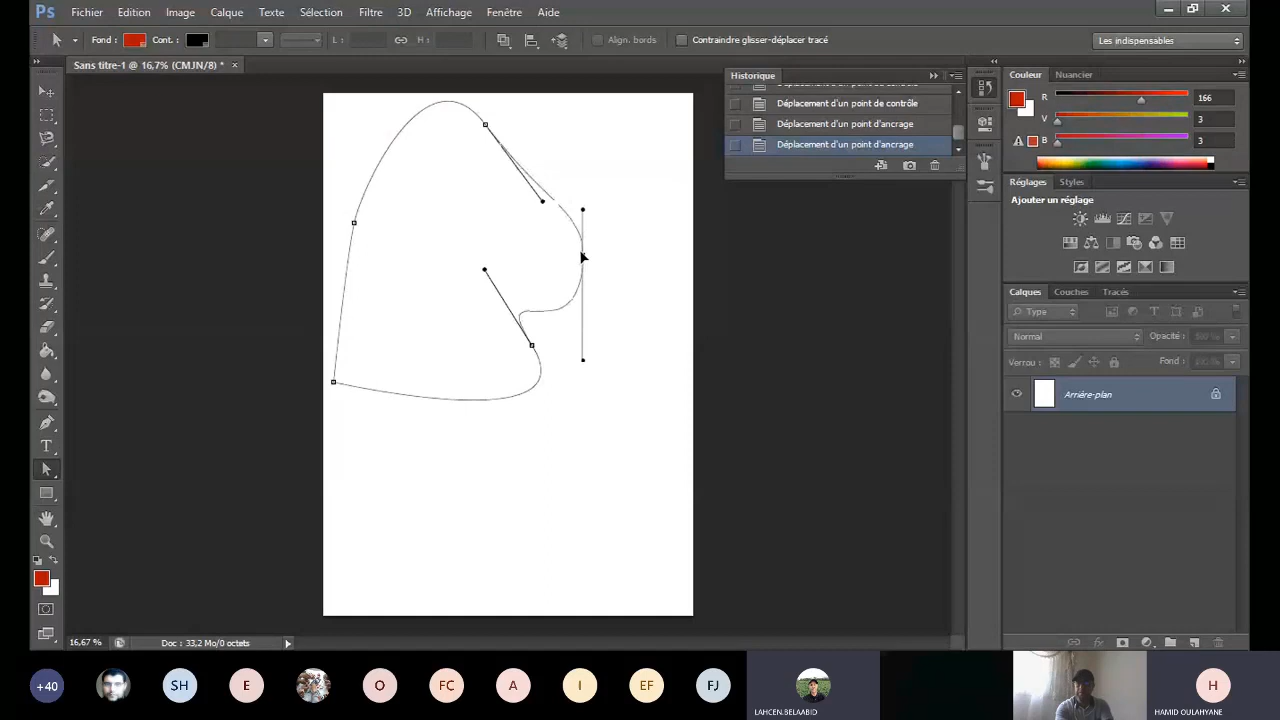 Ps Fichier Edition Image Calque Texte Sélection Filtre 3D Affichage Fenêtre Aide
Fond : Cont. : L : H : Align. bords Contraindre glisser-déplacer tracé Les indispensables
Sans titre-1 @ 16,7% (CMJN/8) * ×
Historique
Déplacement d'un point de contrôle
Déplacement d'un point d'ancrage
Déplacement d'un point d'ancrage
Couleur Nuancier
R 166
V 3
B 3
Réglages Styles
Ajouter un réglage
Calques Couches Tracés
Type
Normal Opacité :
Verrou : Fond :
Arrière-plan
16,67 % Doc : 33,2 Mo/0 octets
+40 SH E O FC A I EF FJ H
LAHCEN.BELAABID HAMID OULAHYANE